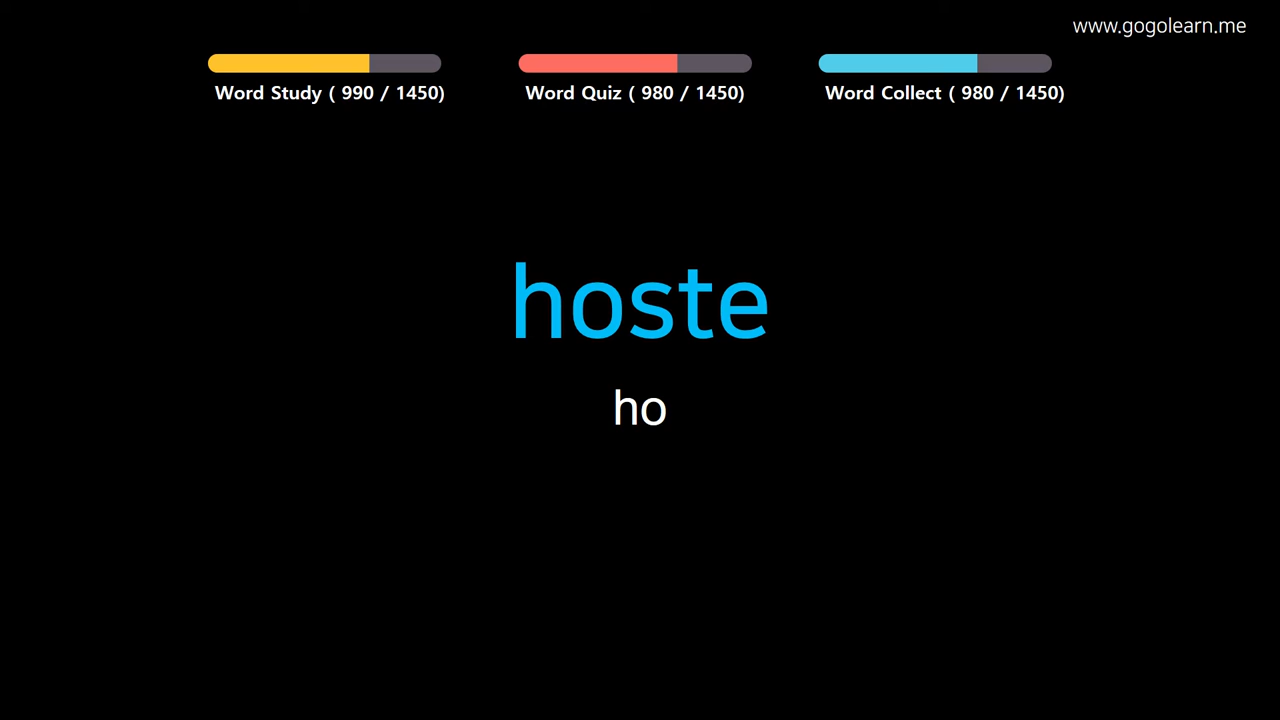 www.gogolearn.me
Word Study ( 990 / 1450)
Word Quiz ( 980 / 1450)
Word Collect ( 980 / 1450)
hoste
ho